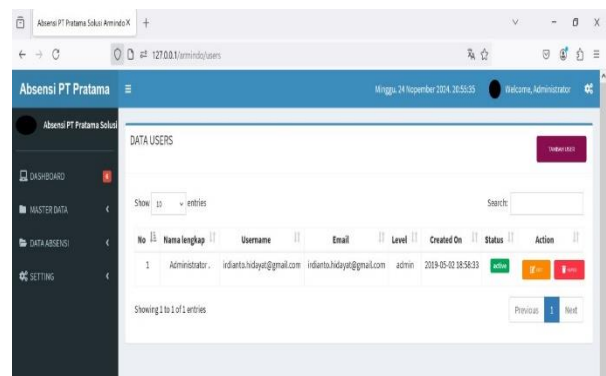 Absensi PT Pratama Solusi Armindo X +
127.0.0.1/armindo/users
Absensi PT Pratama
Minggu, 24 Nopember 2024, 20:55:35 Welcome, Administrator
Absensi PT Pratama Solusi
DATA USERS
TAMBAH USER
DASHBOARD
MASTER DATA
DATA ABSENSI
SETTING
Show 10 entries Search:
No Nama lengkap Username Email Level Created On Status Action
1 Administrator . irdianto.hidayat@gmail.com irdianto.hidayat@gmail.com admin 2019-05-02 18:58:33 active
Showing 1 to 1 of 1 entries
Previous 1 Next